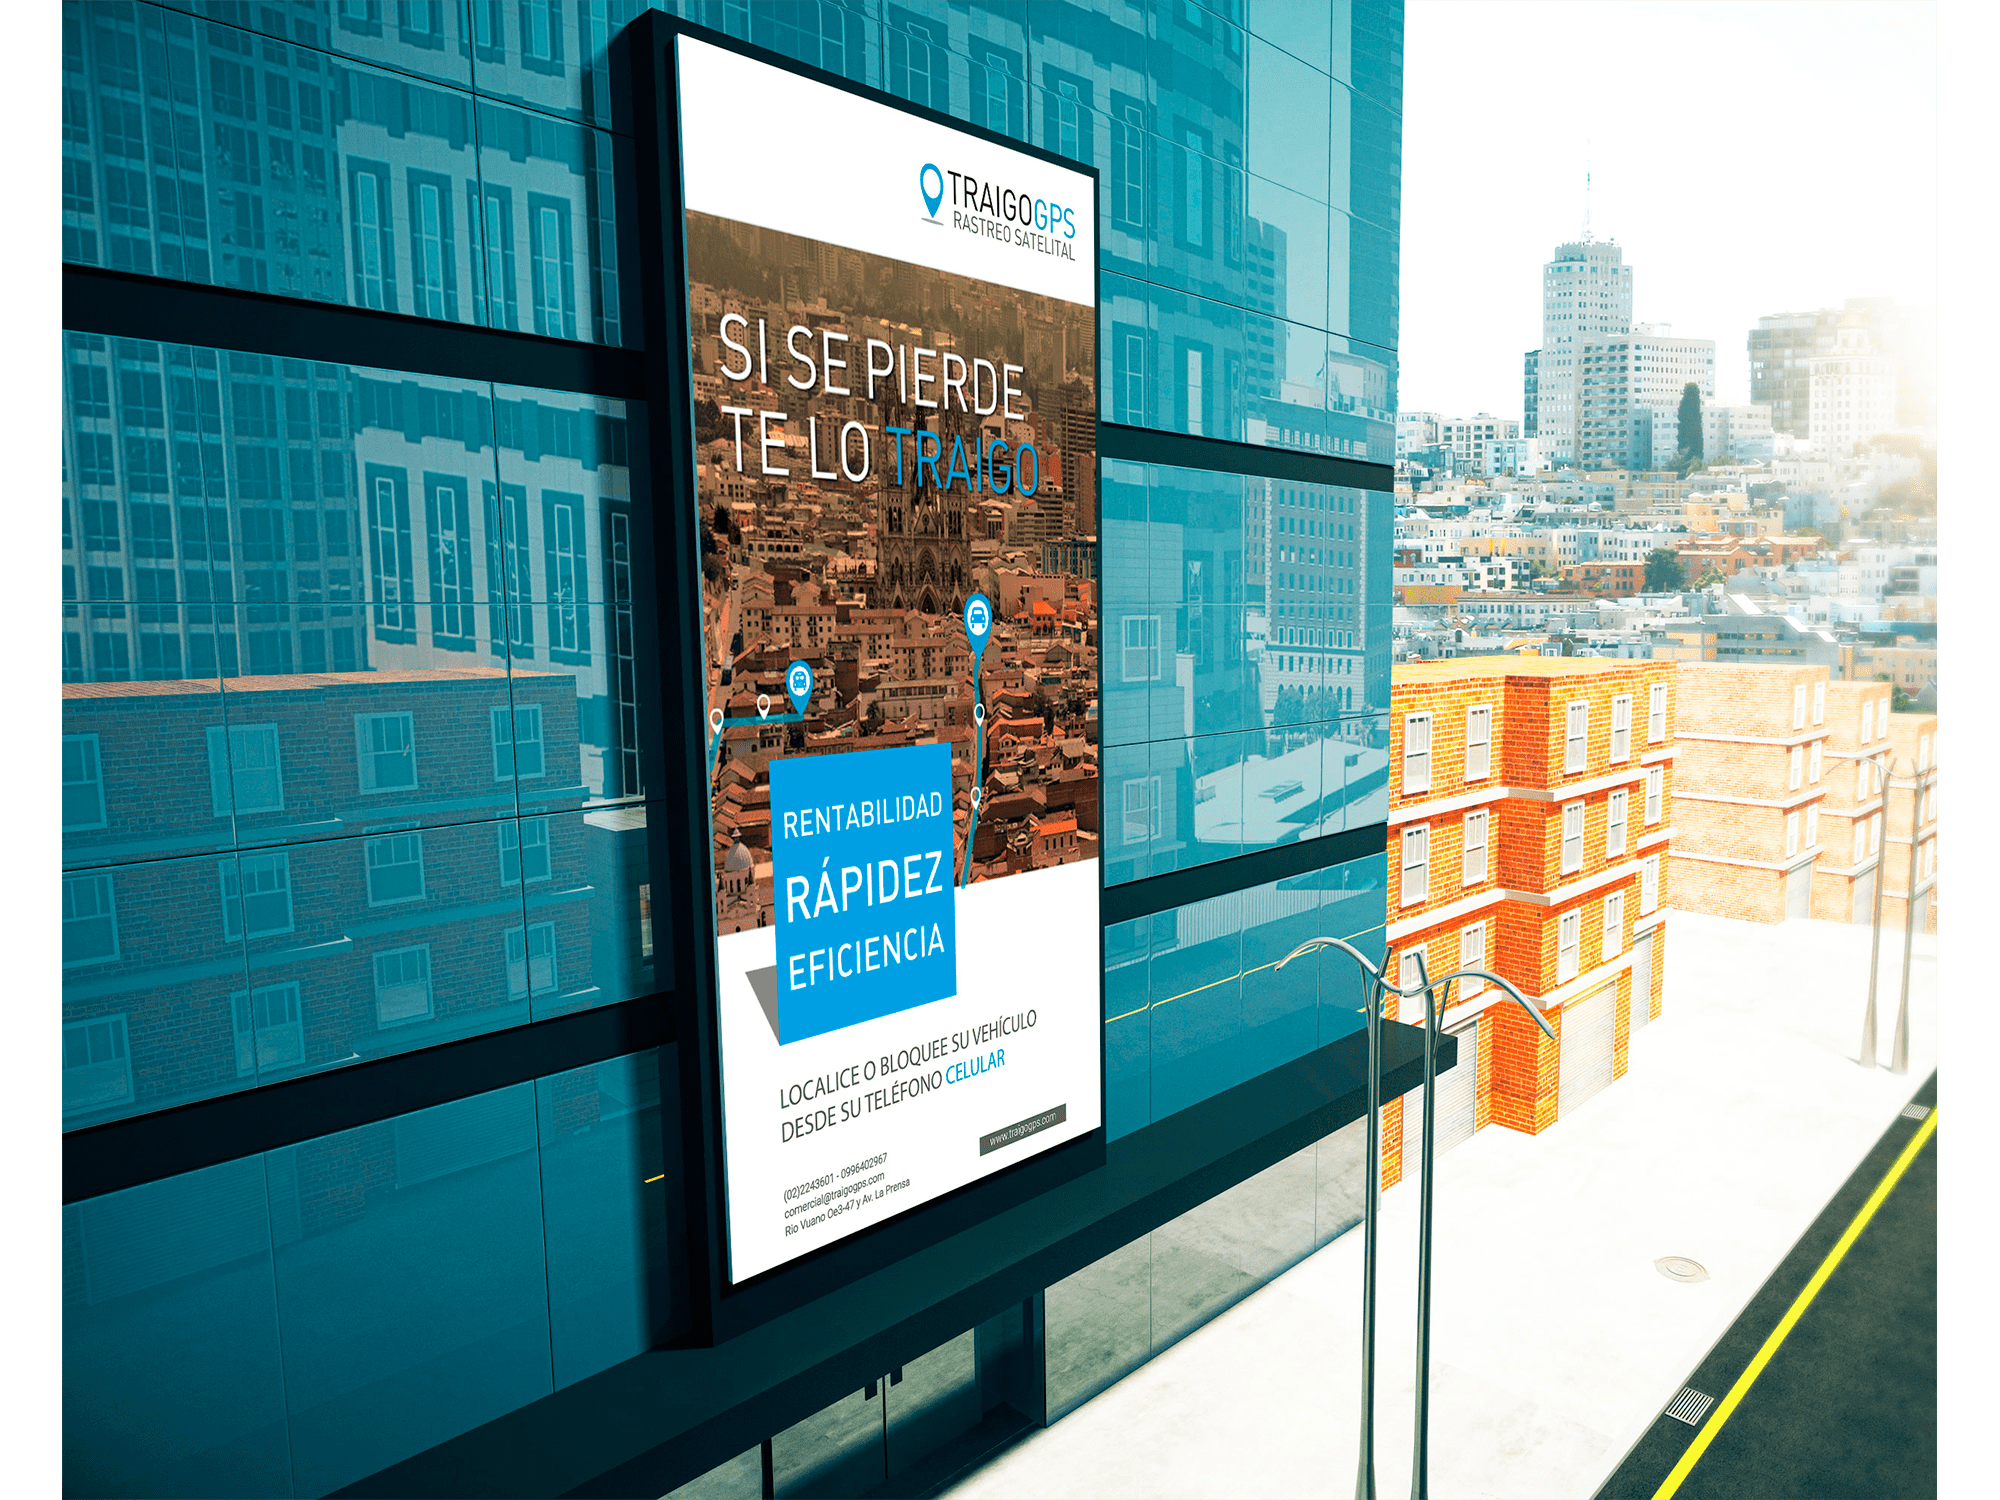 TRAIGOGPS
RASTREO SATELITAL
SI SE PIERDE
TE LO TRAIGO
RENTABILIDAD
RÁPIDEZ
EFICIENCIA
LOCALICE O BLOQUEE SU VEHÍCULO
DESDE SU TELÉFONO CELULAR
www.traigogps.com
(02)2243601 - 0996402967
comercial@traigogps.com
Rio Vuano Oe3-47 y Av. La Prensa